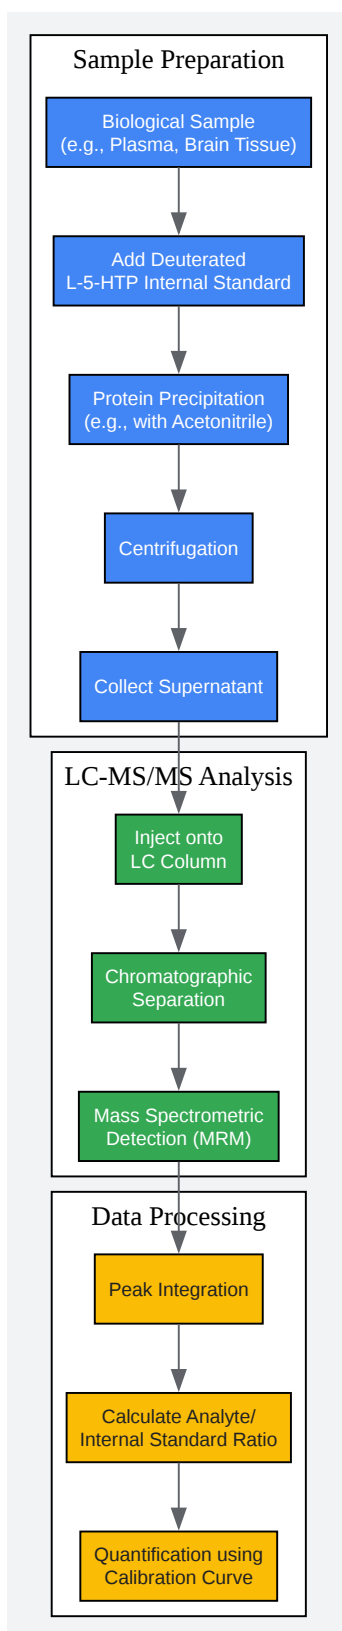 Sample Preparation
Biological Sample
(e.g., Plasma, Brain Tissue)
Add Deuterated
L-5-HTP Internal Standard
Protein Precipitation
(e.g., with Acetonitrile)
Centrifugation
Collect Supernatant
LC-MS/MS Analysis
Inject onto
LC Column
Chromatographic
Separation
Mass Spectrometric
Detection (MRM)
Data Processing
Peak Integration
Calculate Analyte/
Internal Standard Ratio
Quantification using
Calibration Curve